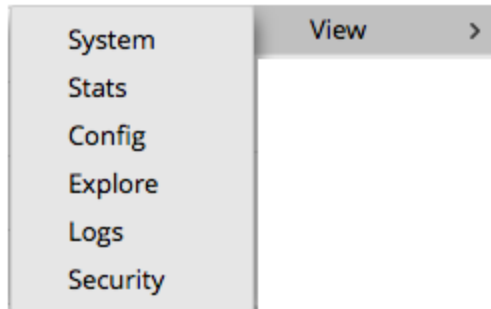 View >
System
Stats
Config
Explore
Logs
Security